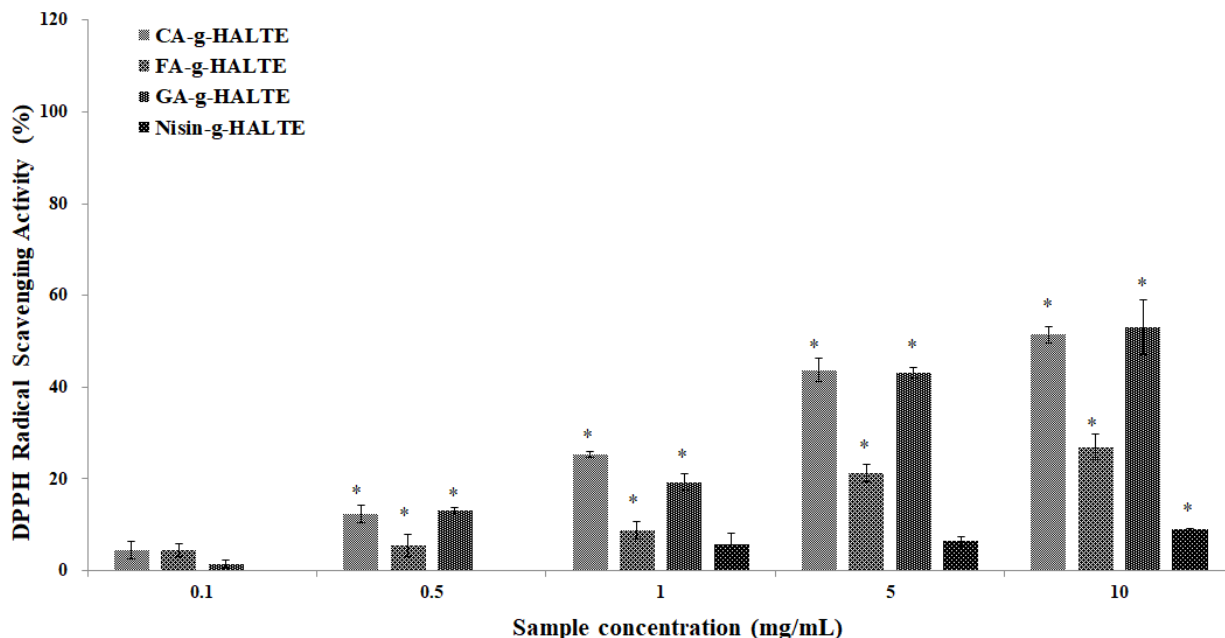 120
100
80
60
40
20
0
DPPH Radical Scavenging Activity (%)
CA-g-HALTE
FA-g-HALTE
GA-g-HALTE
Nisin-g-HALTE
* * *
* * *
* * *
* * * *
0.1 0.5 1 5 10
Sample concentration (mg/mL)